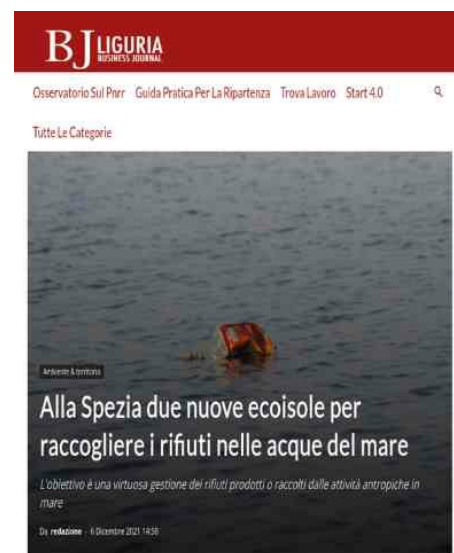 BJ LIGURIA
BUSINESS JOURNAL
Osservatorio Sul Pnrr Guida Pratica Per La Ripartenza Trova Lavoro Start 4.0
Tutte Le Categorie
Ambiente & territorio
Alla Spezia due nuove ecoisole per
raccogliere i rifiuti nelle acque del mare
L'obiettivo è una virtuosa gestione dei rifiuti prodotti o raccolti dalle attività antropiche in
mare
Da redazione - 6 Dicembre 2021 14:58